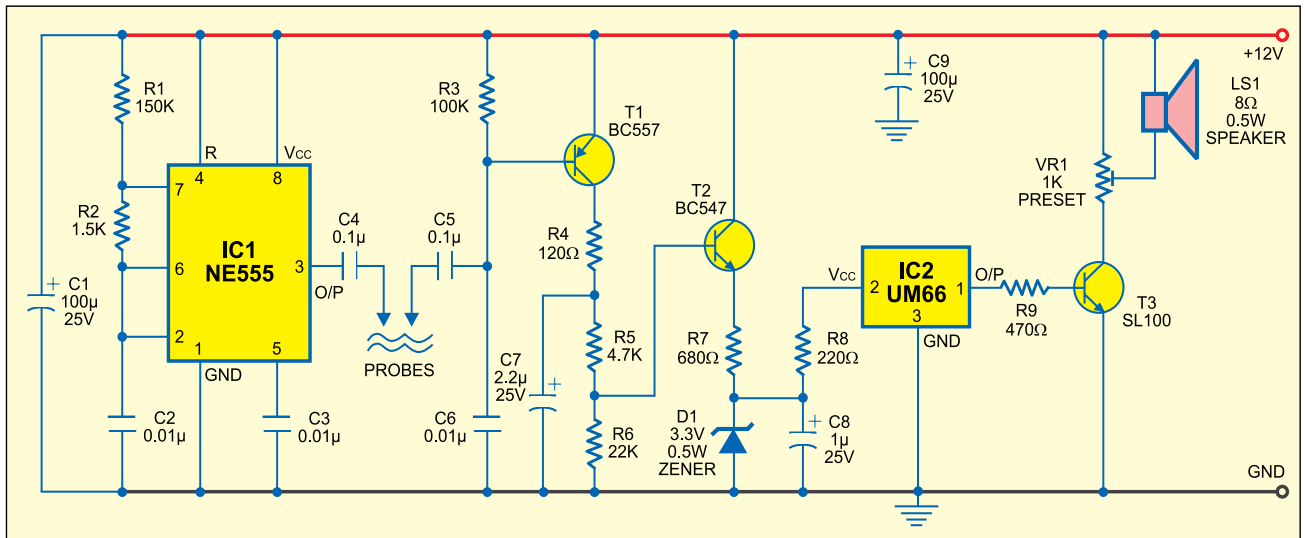 +12V
R1
150K
R3
100K
T1
BC557
C9
+
100µ
25V
LS1
8Ω
0.5W
SPEAKER
R
VCC
4
8
7
R2
1.5K
6
IC1
NE555
3
O/P
2
1
5
GND
C4
0.1µ
C5
0.1µ
PROBES
+
C1
100µ
25V
C2
0.01µ
C3
0.01µ
C6
0.01µ
R4
120Ω
R5
4.7K
C7
2.2µ
25V
+
R6
22K
T2
BC547
R7
680Ω
D1
3.3V
0.5W
ZENER
R8
220Ω
+
C8
1µ
25V
VCC
2
IC2
UM66
1
O/P
3
GND
R9
470Ω
VR1
1K
PRESET
T3
SL100
GND